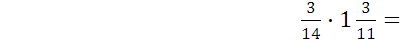 3/14 · 1 3/11 =